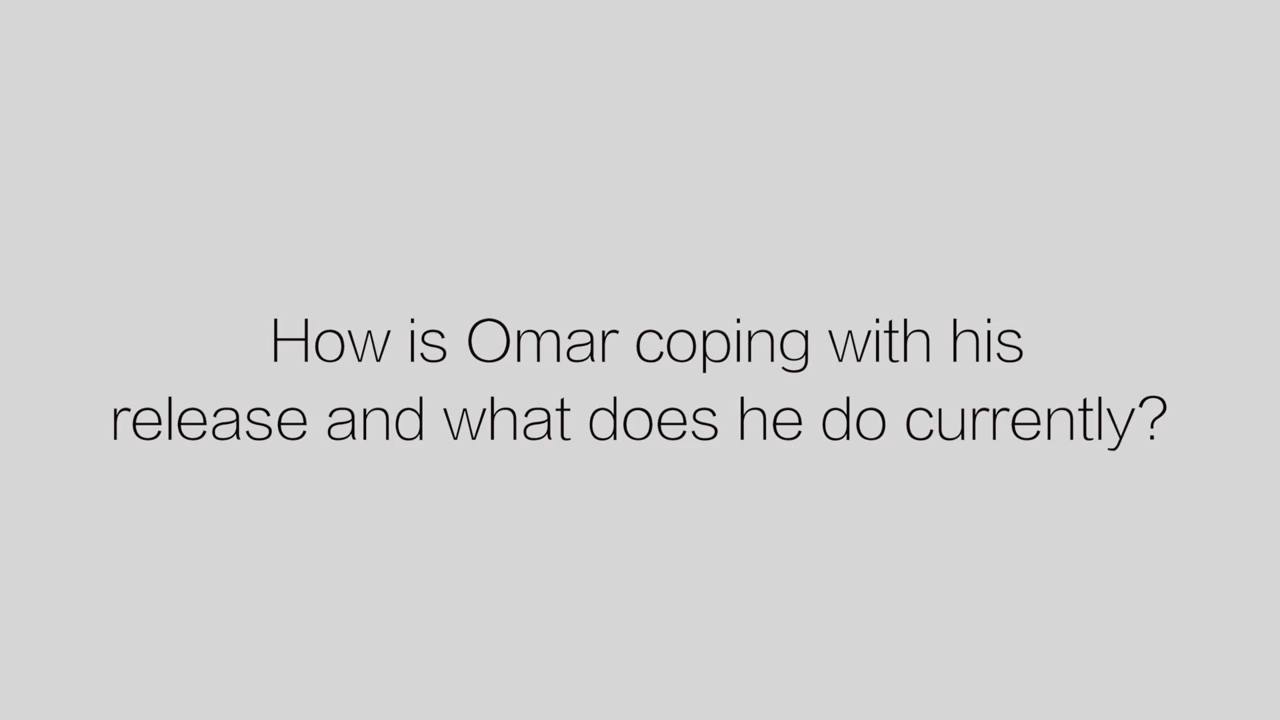 How is Omar coping with his
release and what does he do currently?